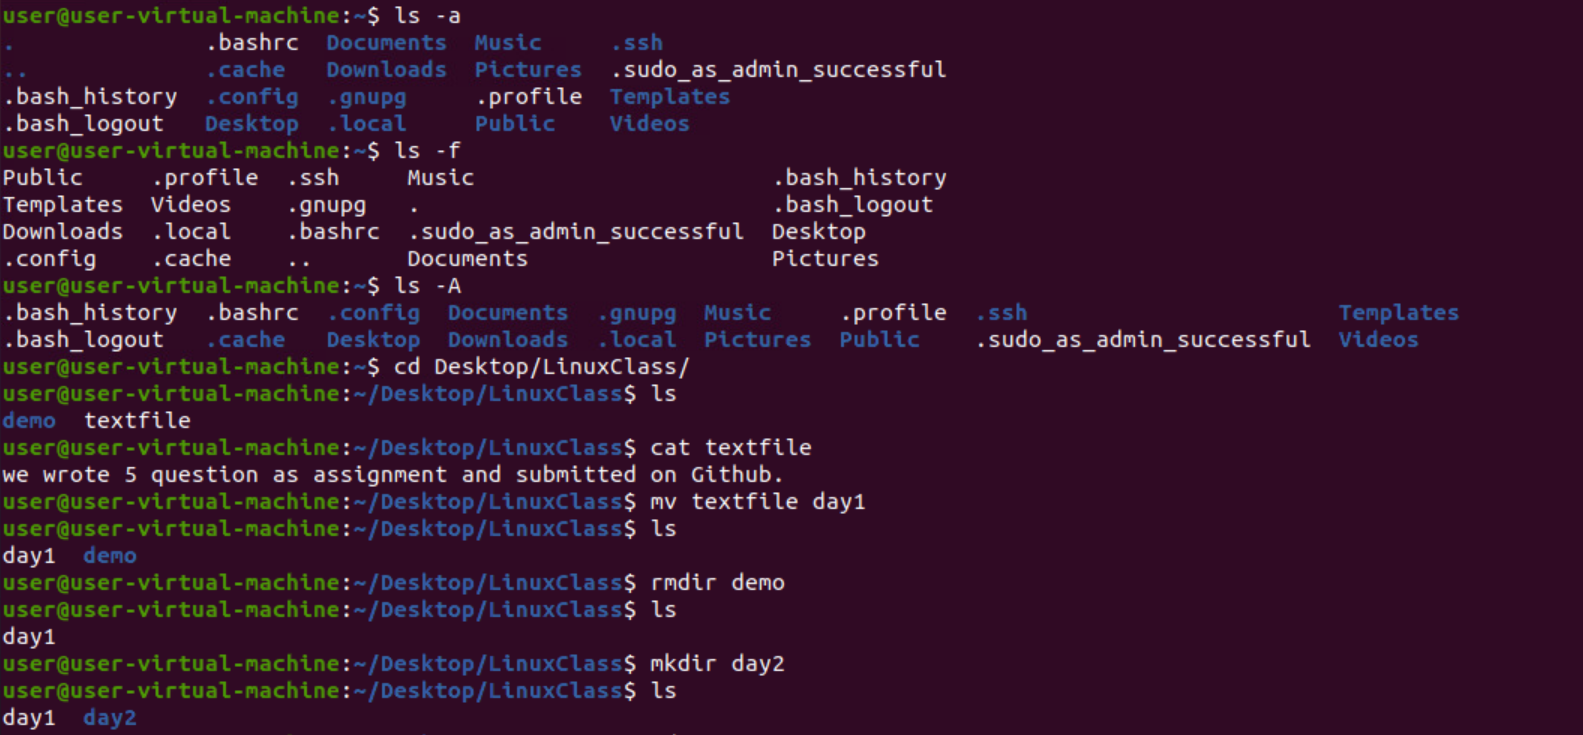 user@user-virtual-machine:~$ ls -a
.              .bashrc  Documents  Music     .ssh
..             .cache   Downloads  Pictures  .sudo_as_admin_successful
.bash_history  .config  .gnupg     .profile  Templates
.bash_logout   Desktop  .local     Public    Videos
user@user-virtual-machine:~$ ls -f
Public     .profile  .ssh     Music                      .bash_history
Templates  Videos    .gnupg   .                          .bash_logout
Downloads  .local    .bashrc  .sudo_as_admin_successful  Desktop
.config    .cache    ..       Documents                  Pictures
user@user-virtual-machine:~$ ls -A
.bash_history  .bashrc  .config  Documents  .gnupg  Music     .profile  .ssh                       Templates
.bash_logout   .cache   Desktop  Downloads  .local  Pictures  Public    .sudo_as_admin_successful  Videos
user@user-virtual-machine:~$ cd Desktop/LinuxClass/
user@user-virtual-machine:~/Desktop/LinuxClass$ ls
demo  textfile
user@user-virtual-machine:~/Desktop/LinuxClass$ cat textfile
we wrote 5 question as assignment and submitted on Github.
user@user-virtual-machine:~/Desktop/LinuxClass$ mv textfile day1
user@user-virtual-machine:~/Desktop/LinuxClass$ ls
day1  demo
user@user-virtual-machine:~/Desktop/LinuxClass$ rmdir demo
user@user-virtual-machine:~/Desktop/LinuxClass$ ls
day1
user@user-virtual-machine:~/Desktop/LinuxClass$ mkdir day2
user@user-virtual-machine:~/Desktop/LinuxClass$ ls
day1  day2